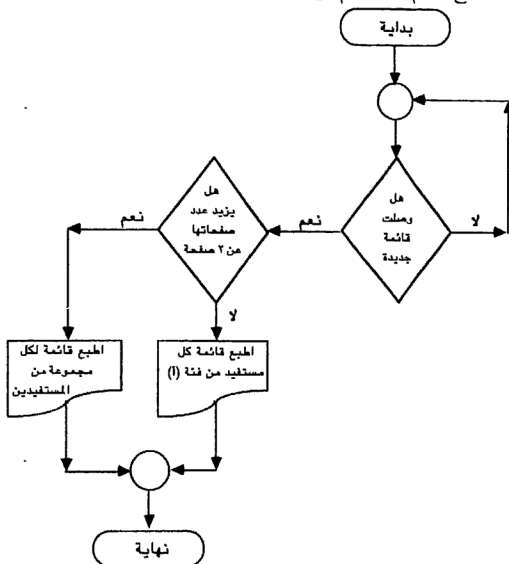 بداية
هل
وصلت
قائمة
جديدة
لا
نعم
هل
يزيد عدد
صفحاتها
من ٢ صفحة
نعم
لا
اطبع قائمة كل
مستفيد من فئة (أ)
اطبع قائمة لكل
مجموعة من
المستفيدين
نهاية